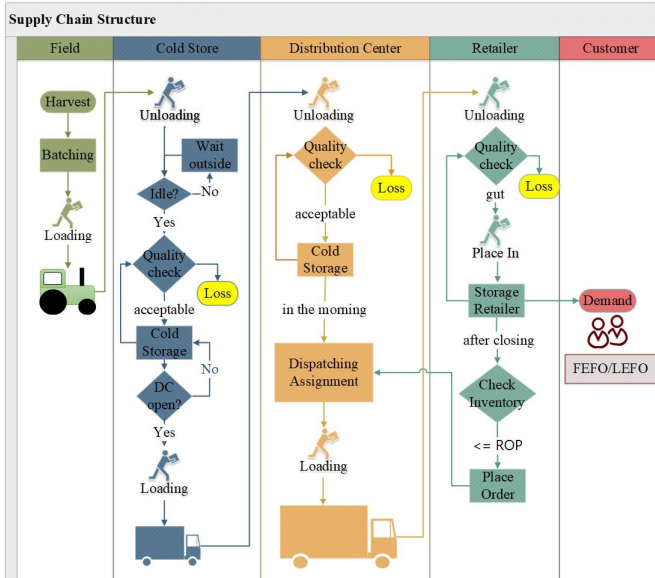 Supply Chain Structure
Field
Cold Store
Distribution Center
Retailer
Customer
Harvest
Batching
Loading
Unloading
Wait
outside
Idle?
No
Yes
Quality
check
Loss
acceptable
Cold
Storage
No
DC
open?
Yes
Loading
Unloading
Quality
check
Loss
acceptable
Cold
Storage
in the morning
Dispatching
Assignment
Loading
Unloading
Quality
check
Loss
gut
Place In
Storage
Retailer
after closing
Check
Inventory
<= ROP
Place
Order
Demand
FEFO/LEFO